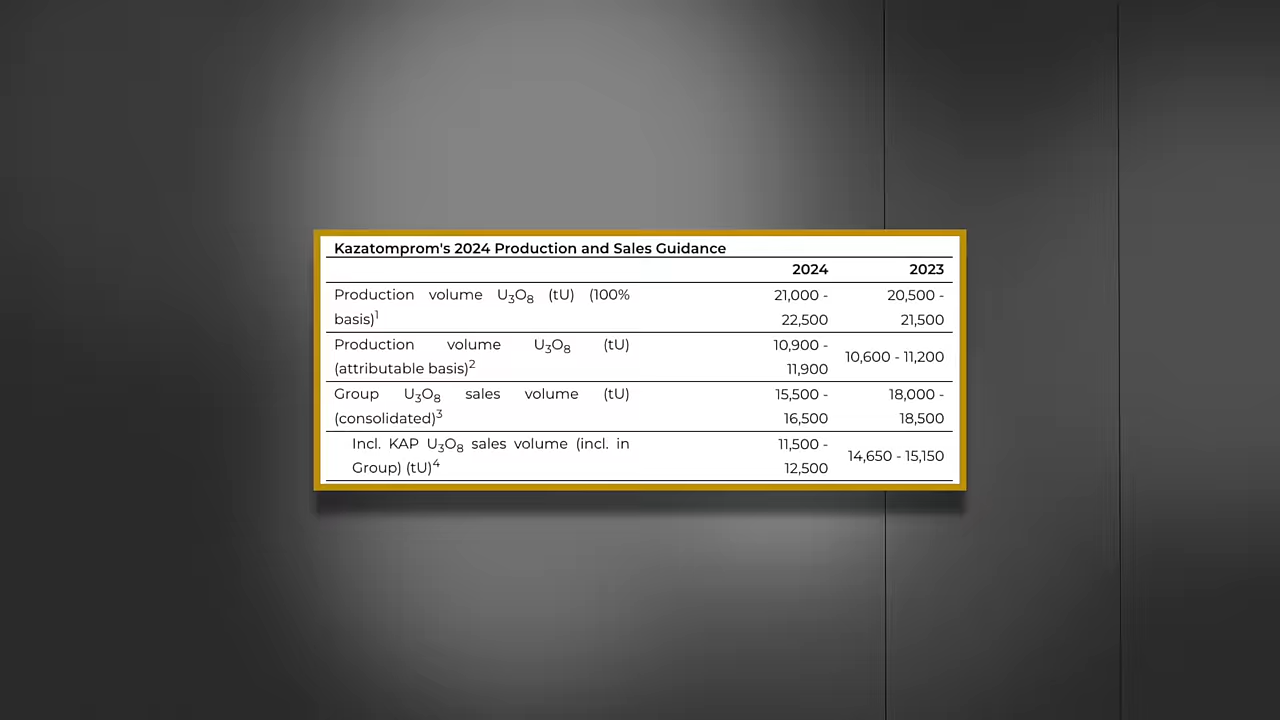 Kazatomprom's 2024 Production and Sales Guidance
2024 2023
Production volume U₃O₈ (tU) (100% 21,000 - 20,500 -
basis)¹ 22,500 21,500
Production volume U₃O₈ (tU) 10,900 -
(attributable basis)² 11,900 10,600 - 11,200
Group U₃O₈ sales volume (tU) 15,500 - 18,000 -
(consolidated)³ 16,500 18,500
Incl. KAP U₃O₈ sales volume (incl. in 11,500 -
Group) (tU)⁴ 12,500 14,650 - 15,150